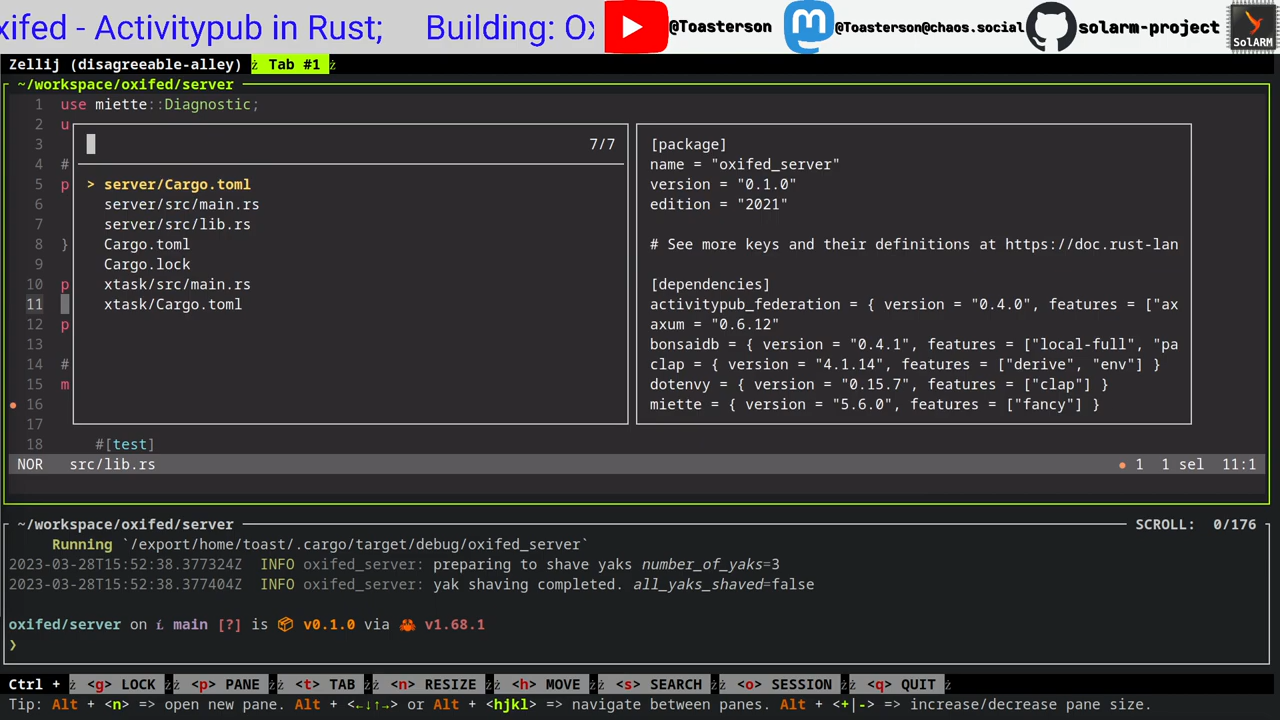 xifed - Activitypub in Rust; Building: Ox
@Toasterson
@Toasterson@chaos.social
solarm-project
SolARM
Zellij (disagreeable-alley) Tab #1
~/workspace/oxifed/server
1 use miette::Diagnostic;
2 u
3
4 #
5 p
6
7
8 }
9
10 p
11
12 p
13
14 #
15 m
16
17
18 #[test]
7/7
> server/Cargo.toml
server/src/main.rs
server/src/lib.rs
Cargo.toml
Cargo.lock
xtask/src/main.rs
xtask/Cargo.toml
[package]
name = "oxifed_server"
version = "0.1.0"
edition = "2021"
# See more keys and their definitions at https://doc.rust-lan
[dependencies]
activitypub_federation = { version = "0.4.0", features = ["ax
axum = "0.6.12"
bonsaidb = { version = "0.4.1", features = ["local-full", "pa
clap = { version = "4.1.14", features = ["derive", "env"] }
dotenvy = { version = "0.15.7", features = ["clap"] }
miette = { version = "5.6.0", features = ["fancy"] }
NOR src/lib.rs ● 1 1 sel 11:1
~/workspace/oxifed/server SCROLL: 0/176
Running `/export/home/toast/.cargo/target/debug/oxifed_server`
2023-03-28T15:52:38.377324Z INFO oxifed_server: preparing to shave yaks number_of_yaks=3
2023-03-28T15:52:38.377404Z INFO oxifed_server: yak shaving completed. all_yaks_shaved=false
oxifed/server on main [?] is 📦 v0.1.0 via 🦀 v1.68.1
❯
Ctrl + <g> LOCK <p> PANE <t> TAB <n> RESIZE <h> MOVE <s> SEARCH <o> SESSION <q> QUIT
Tip: Alt + <n> => open new pane. Alt + <←↓↑→> or Alt + <hjkl> => navigate between panes. Alt + <+|-> => increase/decrease pane size.